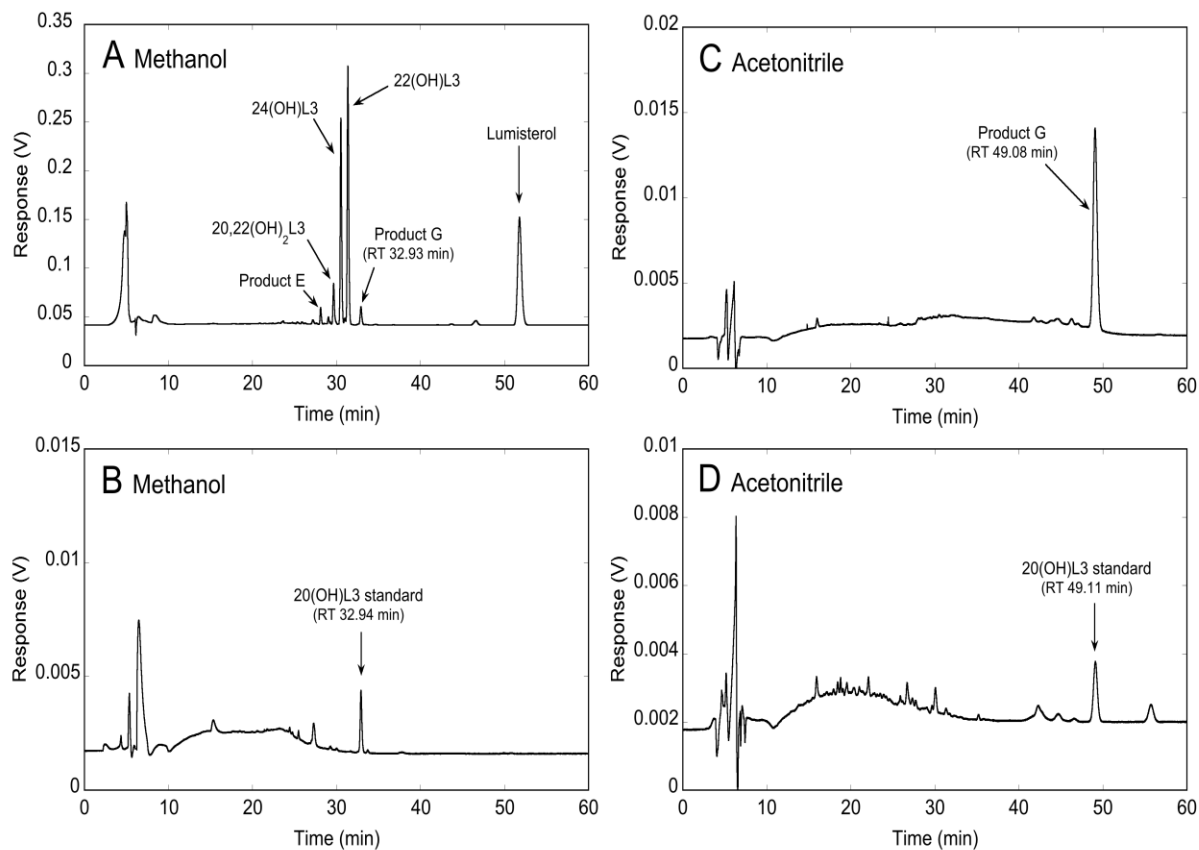 A Methanol
0.35
0.3
0.25
0.2
0.15
0.1
0.05
0
Response (V)
22(OH)L3
24(OH)L3
Lumisterol
20,22(OH)2L3
Product G
(RT 32.93 min)
Product E
0 10 20 30 40 50 60
Time (min)
C Acetonitrile
0.02
0.015
0.01
0.005
0
Response (V)
Product G
(RT 49.08 min)
0 10 20 30 40 50 60
Time (min)
B Methanol
0.015
0.01
0.005
0
Response (V)
20(OH)L3 standard
(RT 32.94 min)
0 10 20 30 40 50 60
Time (min)
D Acetonitrile
0.01
0.008
0.006
0.004
0.002
0
Response (V)
20(OH)L3 standard
(RT 49.11 min)
0 10 20 30 40 50 60
Time (min)